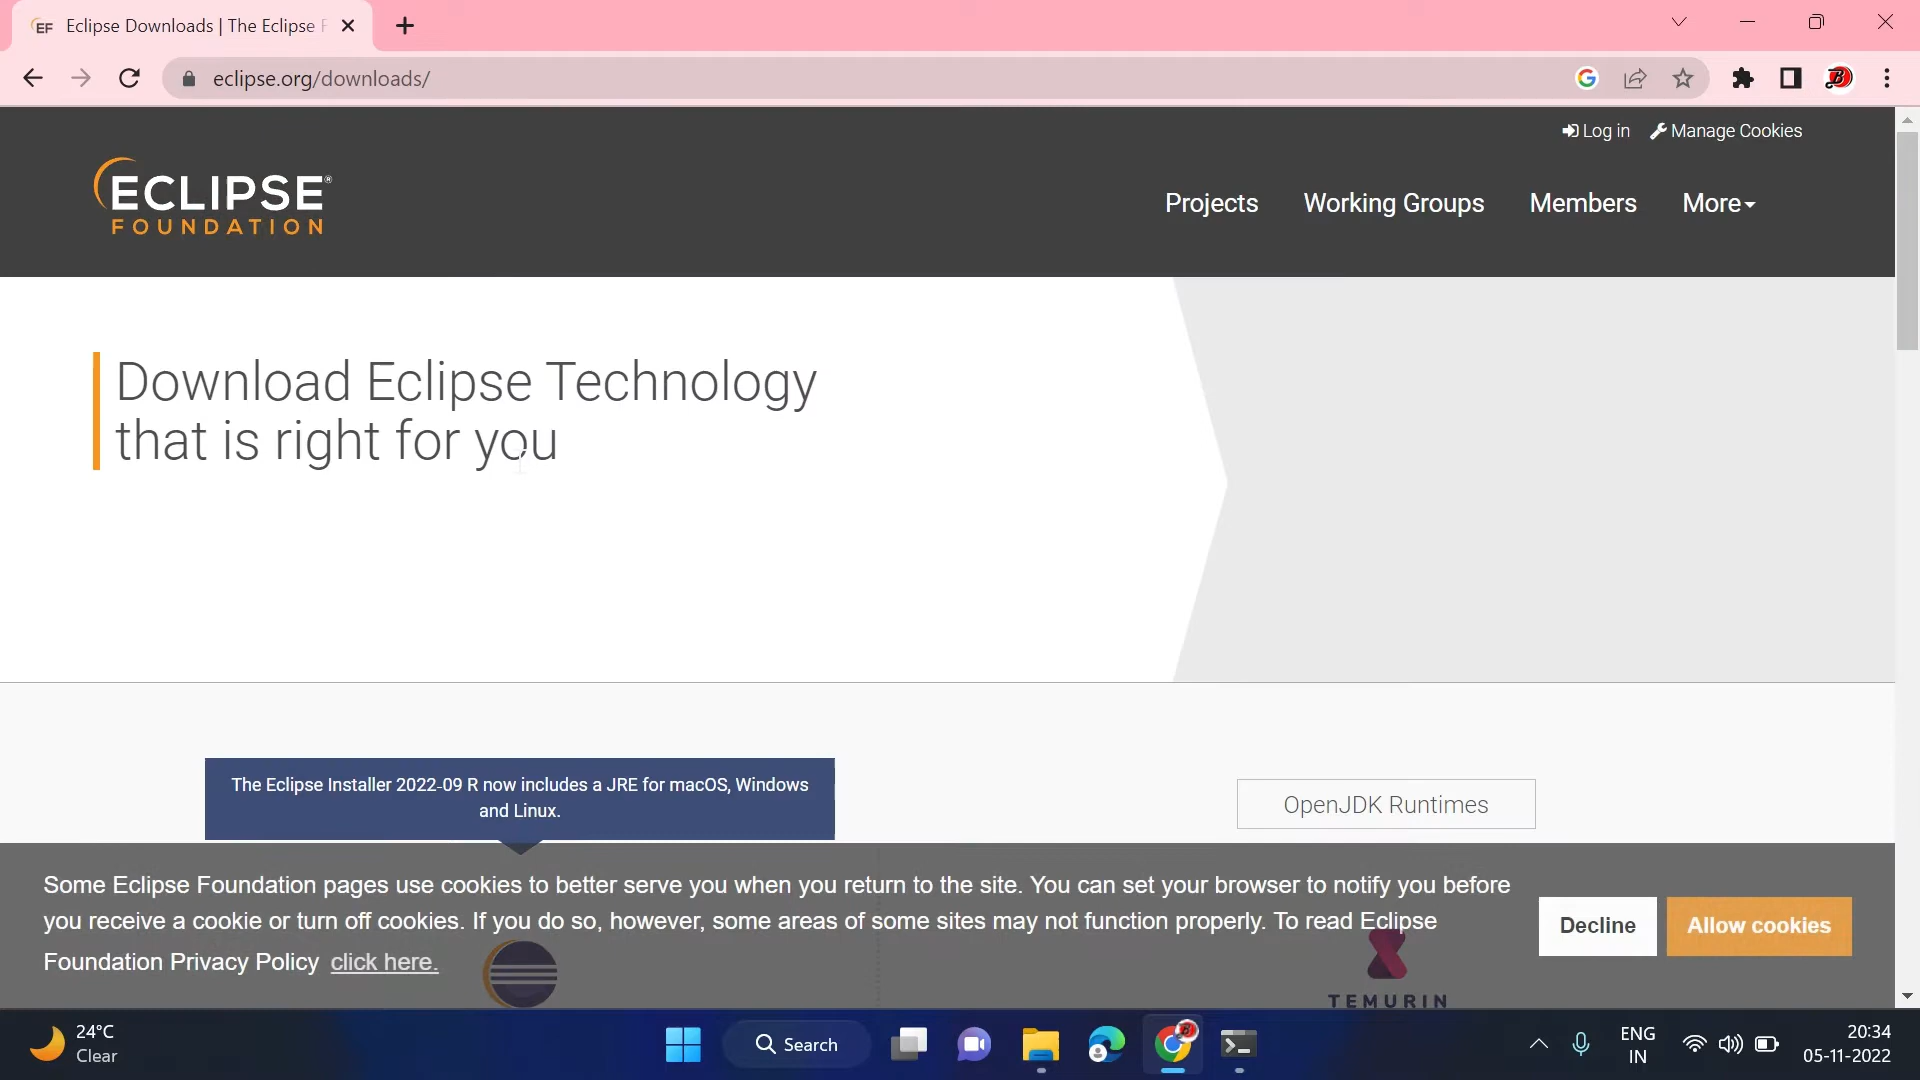 EF Eclipse Downloads | The Eclipse F
eclipse.org/downloads/
Log in Manage Cookies
ECLIPSE®
FOUNDATION
Projects Working Groups Members More
Download Eclipse Technology
that is right for you
The Eclipse Installer 2022-09 R now includes a JRE for macOS, Windows
and Linux.
OpenJDK Runtimes
Some Eclipse Foundation pages use cookies to better serve you when you return to the site. You can set your browser to notify you before
you receive a cookie or turn off cookies. If you do so, however, some areas of some sites may not function properly. To read Eclipse
Foundation Privacy Policy click here.
Decline Allow cookies
TEMURIN
24°C
Clear
Search
ENG
IN
20:34
05-11-2022